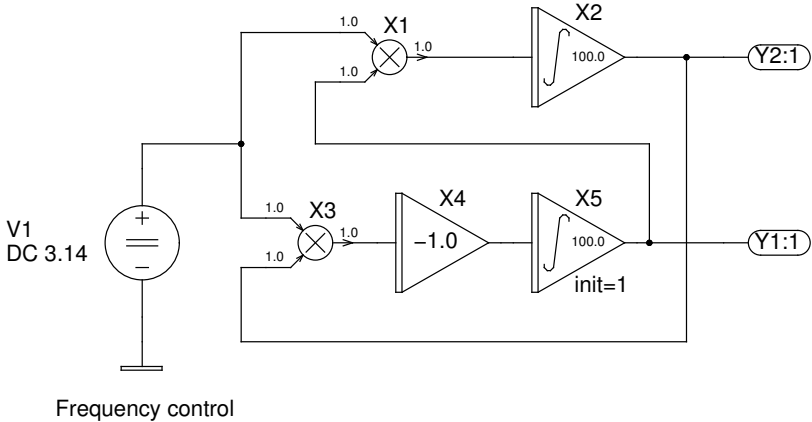 X2
1.0
X1
1.0
1.0
100.0
Y2:1
X4
X5
1.0
X3
V1
DC 3.14
1.0
−1.0
100.0
Y1:1
1.0
init=1
Frequency control